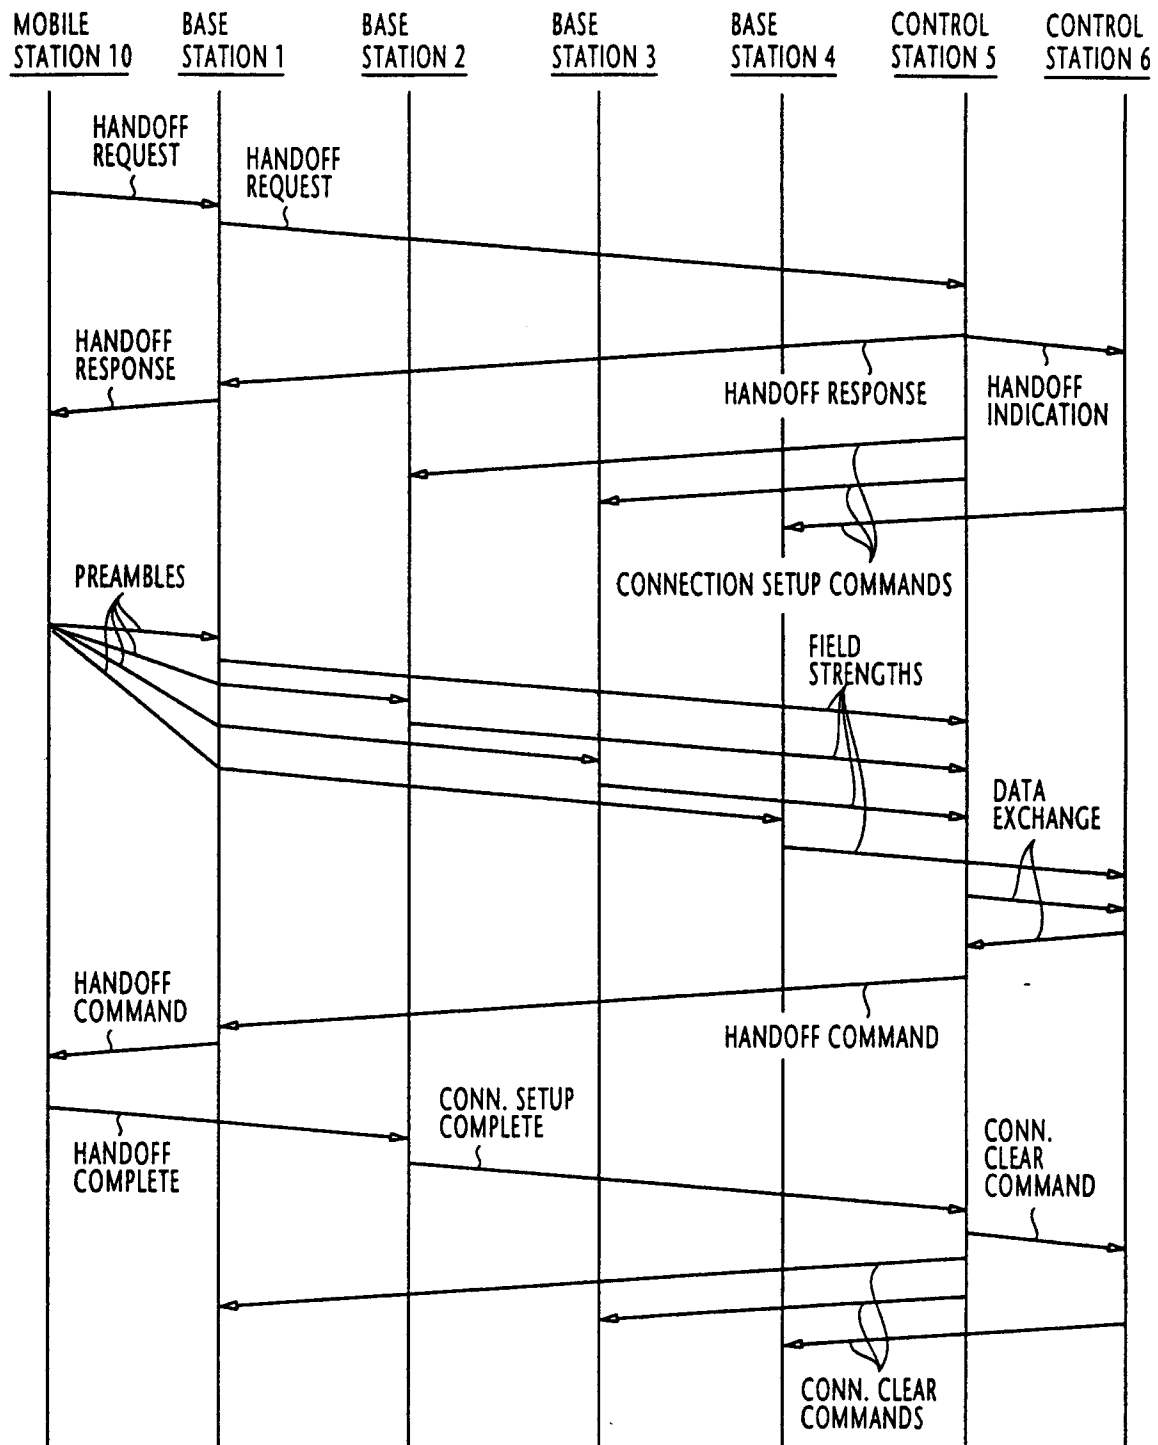 MOBILE
STATION 10
BASE
STATION 1
BASE
STATION 2
BASE
STATION 3
BASE
STATION 4
CONTROL
STATION 5
CONTROL
STATION 6
HANDOFF
REQUEST
HANDOFF
REQUEST
HANDOFF
RESPONSE
HANDOFF RESPONSE
HANDOFF
INDICATION
CONNECTION SETUP COMMANDS
PREAMBLES
FIELD
STRENGTHS
DATA
EXCHANGE
HANDOFF
COMMAND
HANDOFF COMMAND
HANDOFF
COMPLETE
CONN. SETUP
COMPLETE
CONN.
CLEAR
COMMAND
CONN. CLEAR
COMMANDS